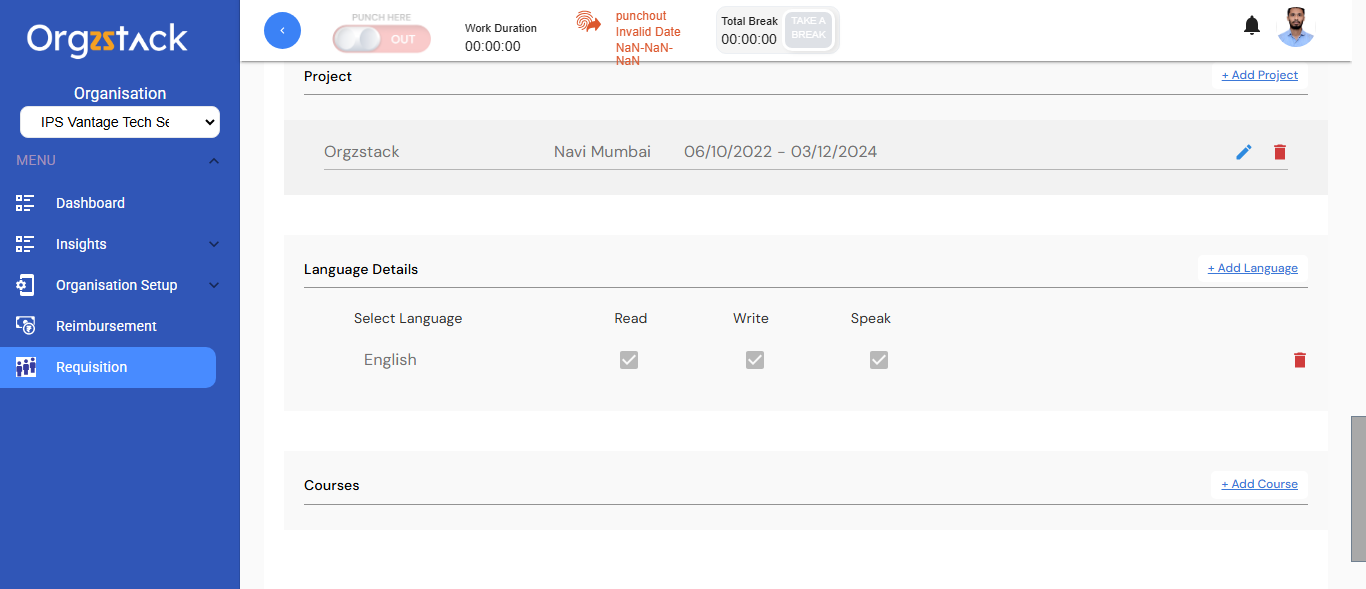 Orgzstack
Organisation
IPS Vantage Tech Se
MENU
Dashboard
Insights
Organisation Setup
Reimbursement
Requisition
‹
PUNCH HERE
OUT
Work Duration
00:00:00
punchout
Invalid Date
NaN-NaN-
NaN
Total Break
00:00:00
TAKE A
BREAK
Project
+ Add Project
Orgzstack Navi Mumbai 06/10/2022 - 03/12/2024
Language Details
+ Add Language
Select Language Read Write Speak
English
Courses
+ Add Course